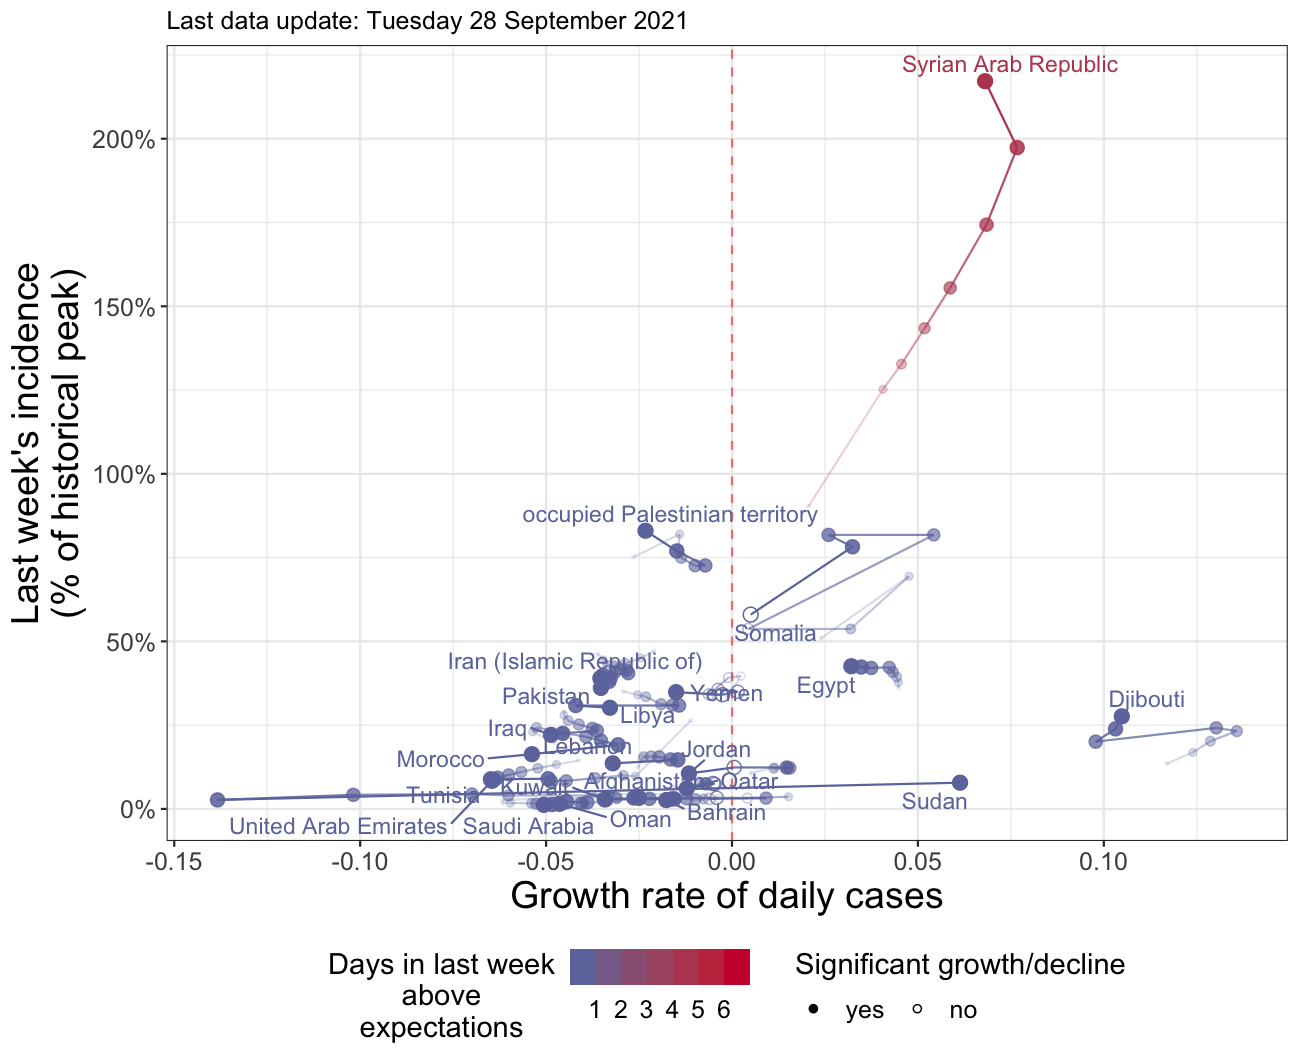 Last data update: Tuesday 28 September 2021
Last week's incidence
(% of historical peak)
200%
150%
100%
50%
0%
Syrian Arab Republic
occupied Palestinian territory
Somalia
Iran (Islamic Republic of)
Egypt
Yemen
Pakistan
Libya
Djibouti
Iraq
Lebanon
Morocco
Jordan
Afghanistan
Qatar
Kuwait
Tunisia
Sudan
Bahrain
Oman
United Arab Emirates
Saudi Arabia
-0.15
-0.10
-0.05
0.00
0.05
0.10
Growth rate of daily cases
Days in last week
above
expectations
1 2 3 4 5 6
Significant growth/decline
yes
no